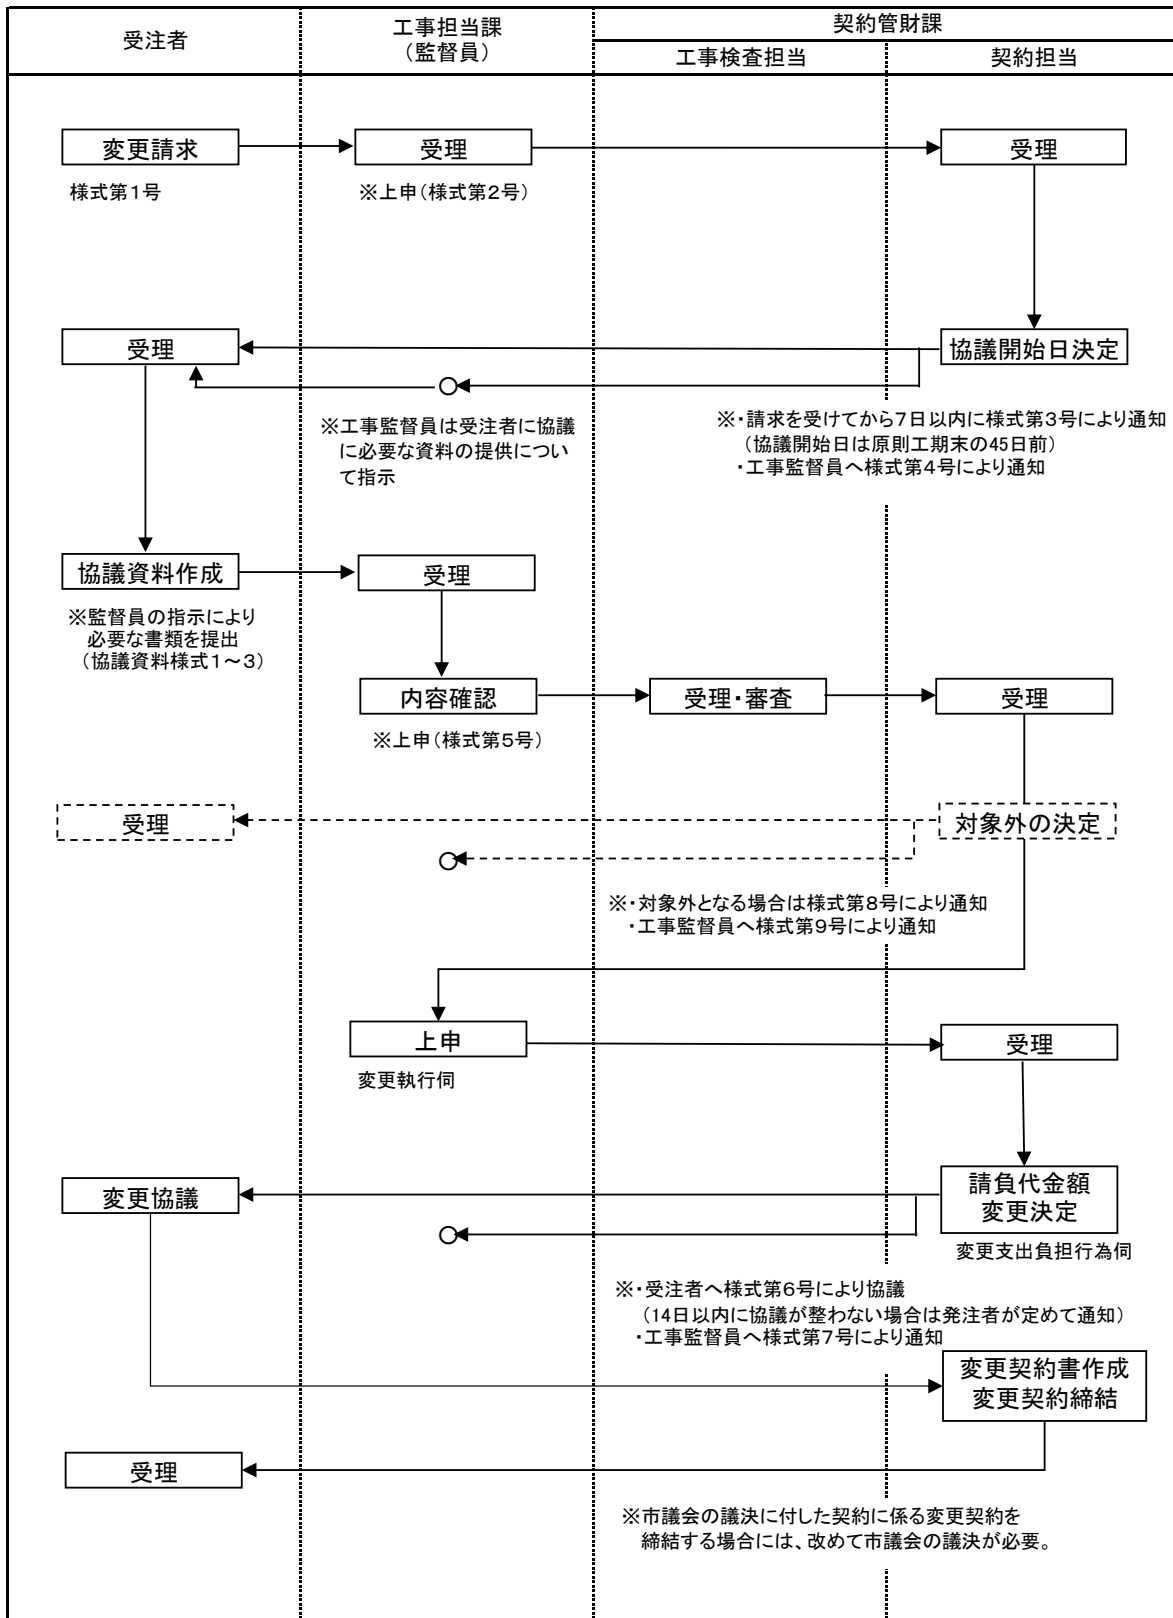 受注者
工事担当課
（監督員）
契約管財課
工事検査担当
契約担当
変更請求
受理
受理
様式第１号
※上申（様式第２号）
受理
協議開始日決定
※工事監督員は受注者に協議
に必要な資料の提供につい
て指示
※・請求を受けてから７日以内に様式第３号により通知
（協議開始日は原則工期末の45日前）
・工事監督員へ様式第４号により通知
協議資料作成
受理
※監督員の指示により
必要な書類を提出
（協議資料様式１～３）
内容確認
受理・審査
受理
※上申（様式第５号）
受理
対象外の決定
※・対象外となる場合は様式第８号により通知
・工事監督員へ様式第９号により通知
上申
受理
変更執行伺
変更協議
請負代金額
変更決定
変更支出負担行為伺
※・受注者へ様式第６号により協議
（14日以内に協議が整わない場合は発注者が定めて通知）
・工事監督員へ様式第７号により通知
変更契約書作成
変更契約締結
受理
※市議会の議決に付した契約に係る変更契約を
締結する場合には、改めて市議会の議決が必要。